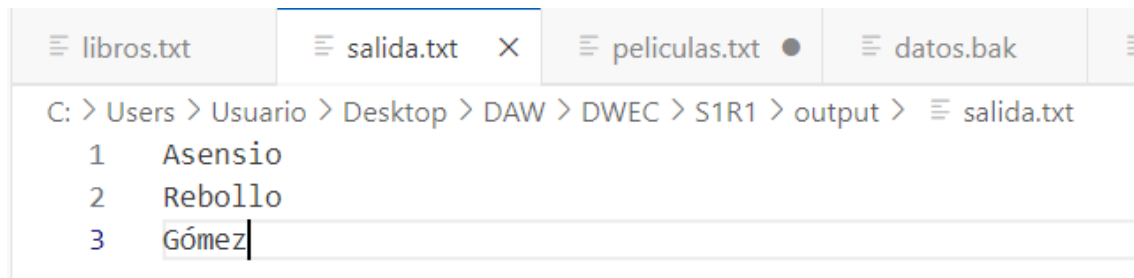 libros.txt salida.txt peliculas.txt datos.bak
C: > Users > Usuario > Desktop > DAW > DWEC > S1R1 > output > salida.txt
1 Asensio
2 Rebollo
3 Gómez